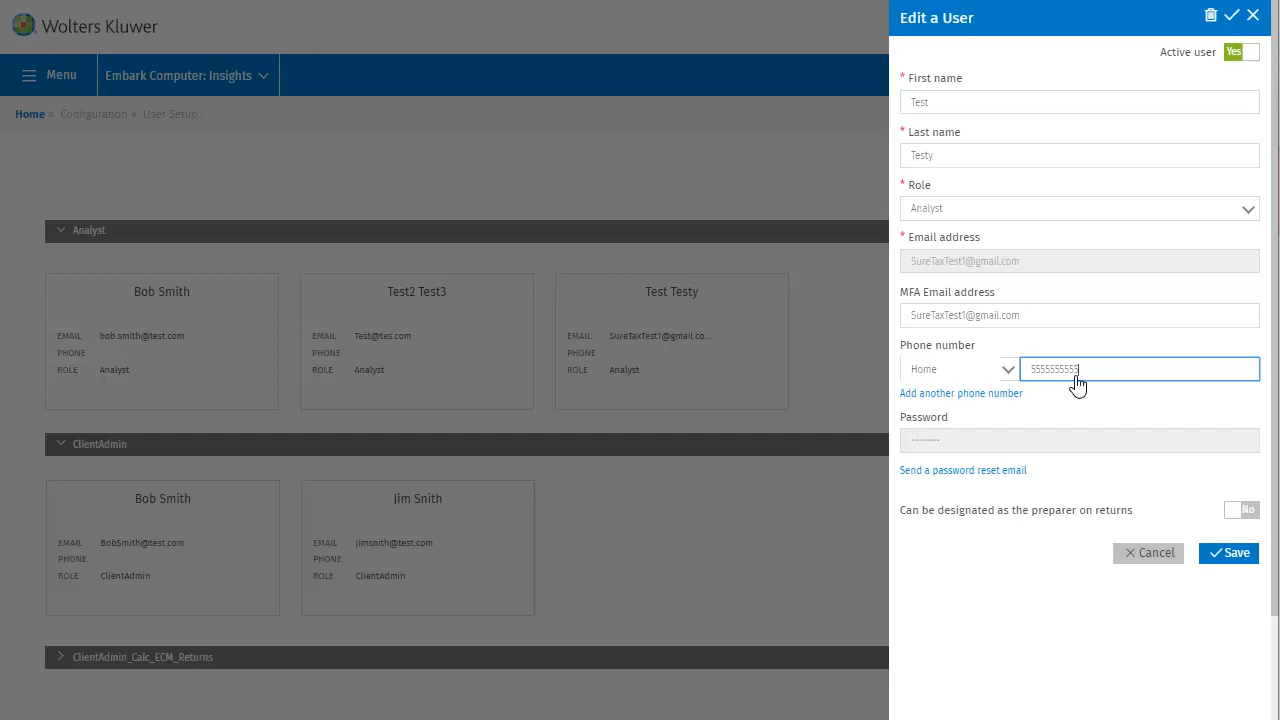 Wolters Kluwer
Menu
Embark Computer: Insights
Home » Configuration » User Setup
Analyst
Bob Smith
EMAIL bob.smith@test.com
PHONE
ROLE Analyst
Test2 Test3
EMAIL Test@tes.com
PHONE
ROLE Analyst
Test Testy
EMAIL SureTaxTest1@gmail.co...
PHONE
ROLE Analyst
ClientAdmin
Bob Smith
EMAIL BobSmith@test.com
PHONE
ROLE ClientAdmin
Jim Snith
EMAIL Jimsnith@test.com
PHONE
ROLE ClientAdmin
ClientAdmin_Calc_ECM_Returns
Edit a User
Active user Yes
* First name
Test
* Last name
Testy
* Role
Analyst
* Email address
SureTaxTest1@gmail.com
MFA Email address
SureTaxTest1@gmail.com
Phone number
Home 5555555555
Add another phone number
Password
··········
Send a password reset email
Can be designated as the preparer on returns No
Cancel Save